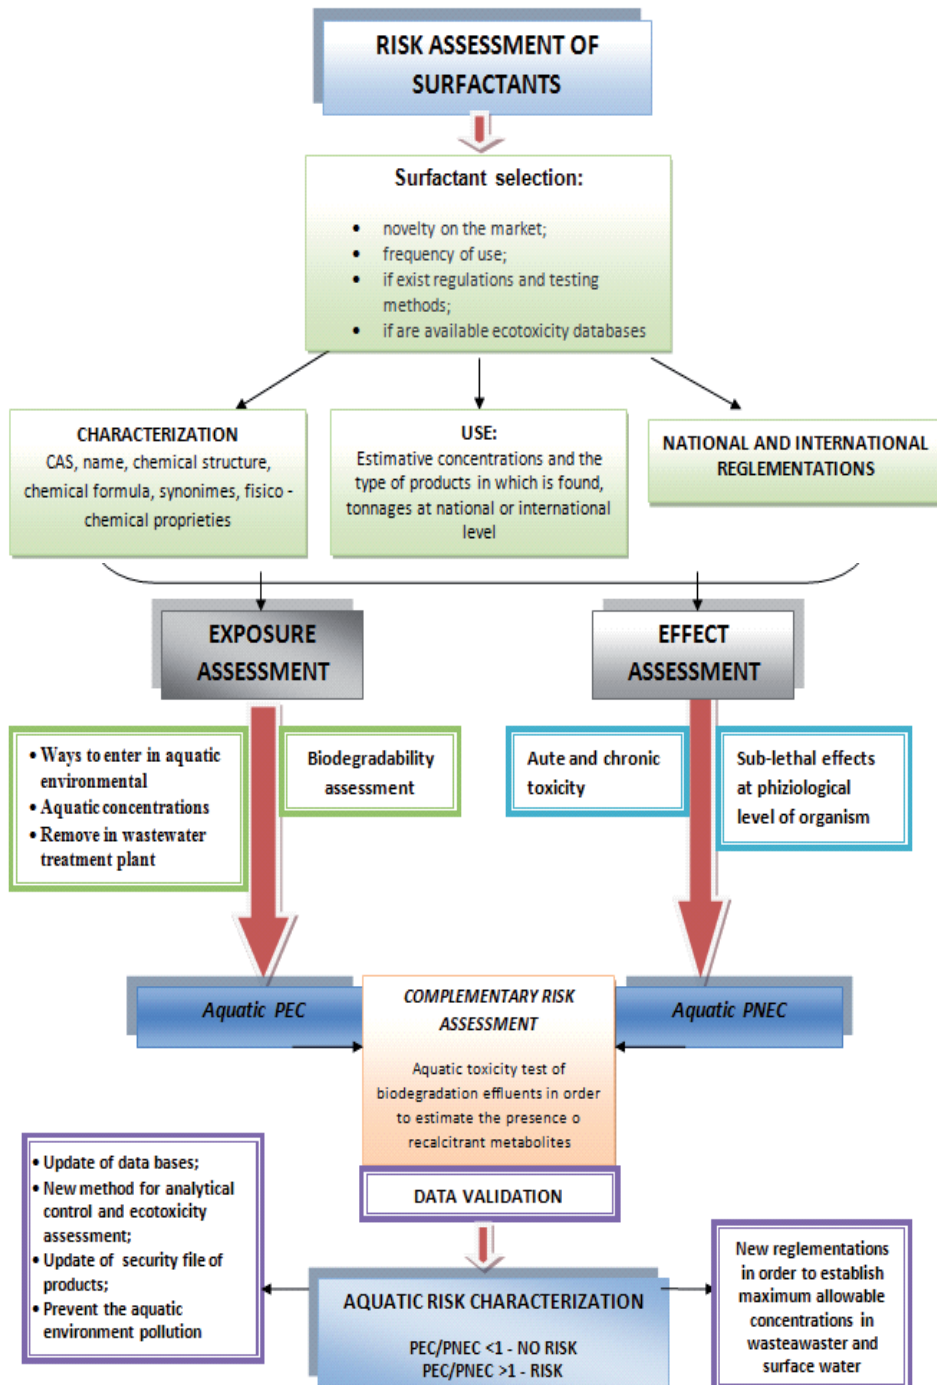 RISK ASSESSMENT OF
SURFACTANTS
Surfactant selection:
• novelty on the market;
• frequency of use;
• if exist regulations and testing
methods;
• if are available ecotoxicity databases
CHARACTERIZATION
CAS, name, chemical structure,
chemical formula, synonimes, fisico -
chemical proprieties
USE:
Estimative concentrations and the
type of products in which is found,
tonnages at national or international
level
NATIONAL AND INTERNATIONAL
REGLEMENTATIONS
EXPOSURE
ASSESSMENT
EFFECT
ASSESSMENT
• Ways to enter in aquatic
environmental
• Aquatic concentrations
• Remove in wastewater
treatment plant
Biodegradability
assessment
Aute and chronic
toxicity
Sub-lethal effects
at phiziological
level of organism
Aquatic PEC
COMPLEMENTARY RISK
ASSESSMENT
Aquatic toxicity test of
biodegradation effluents in order
to estimate the presence o
recalcitrant metabolites
Aquatic PNEC
DATA VALIDATION
• Update of data bases;
• New method for analytical
control and ecotoxicity
assessment;
• Update of security file of
products;
• Prevent the aquatic
environment pollution
AQUATIC RISK CHARACTERIZATION
PEC/PNEC <1 - NO RISK
PEC/PNEC >1 - RISK
New reglementations
in order to establish
maximum allowable
concentrations in
wasteawaster and
surface water